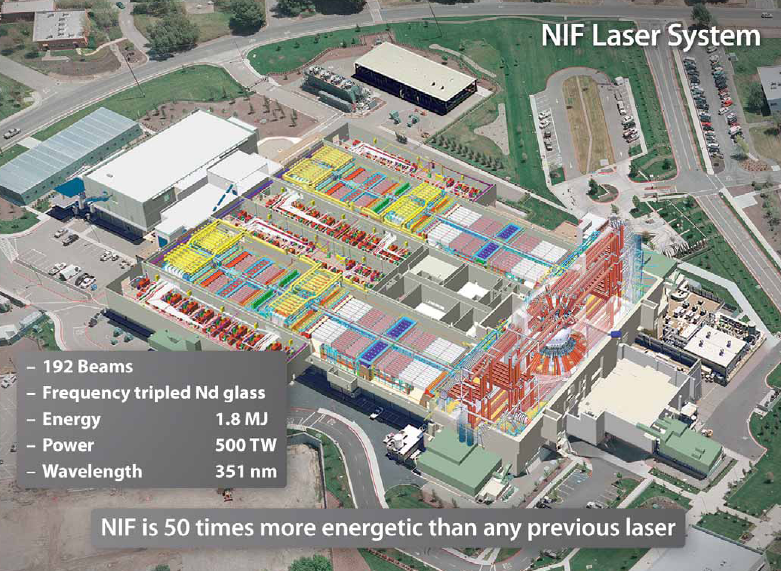 NIF Laser System
– 192 Beams
– Frequency tripled Nd glass
– Energy 1.8 MJ
– Power 500 TW
– Wavelength 351 nm
NIF is 50 times more energetic than any previous laser